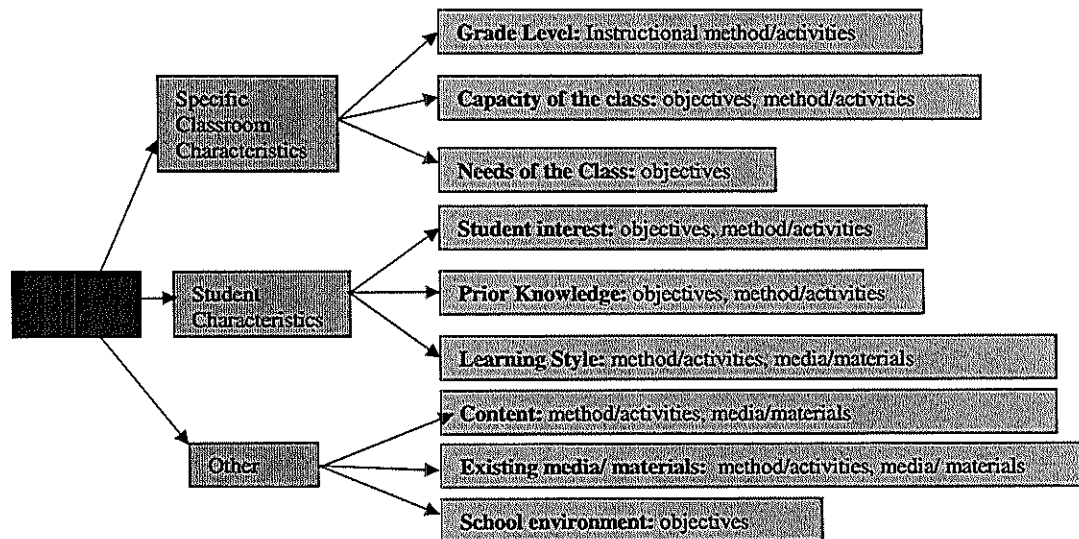 Grade Level: Instructional method/activities
Specific
Classroom
Characteristics
Capacity of the class: objectives, method/activities
Needs of the Class: objectives
Student interest: objectives, method/activities
Student
Characteristics
Prior Knowledge: objectives, method/activities
Learning Style: method/activities, media/materials
Other
Content: method/activities, media/materials
Existing media/ materials: method/activities, media/ materials
School environment: objectives